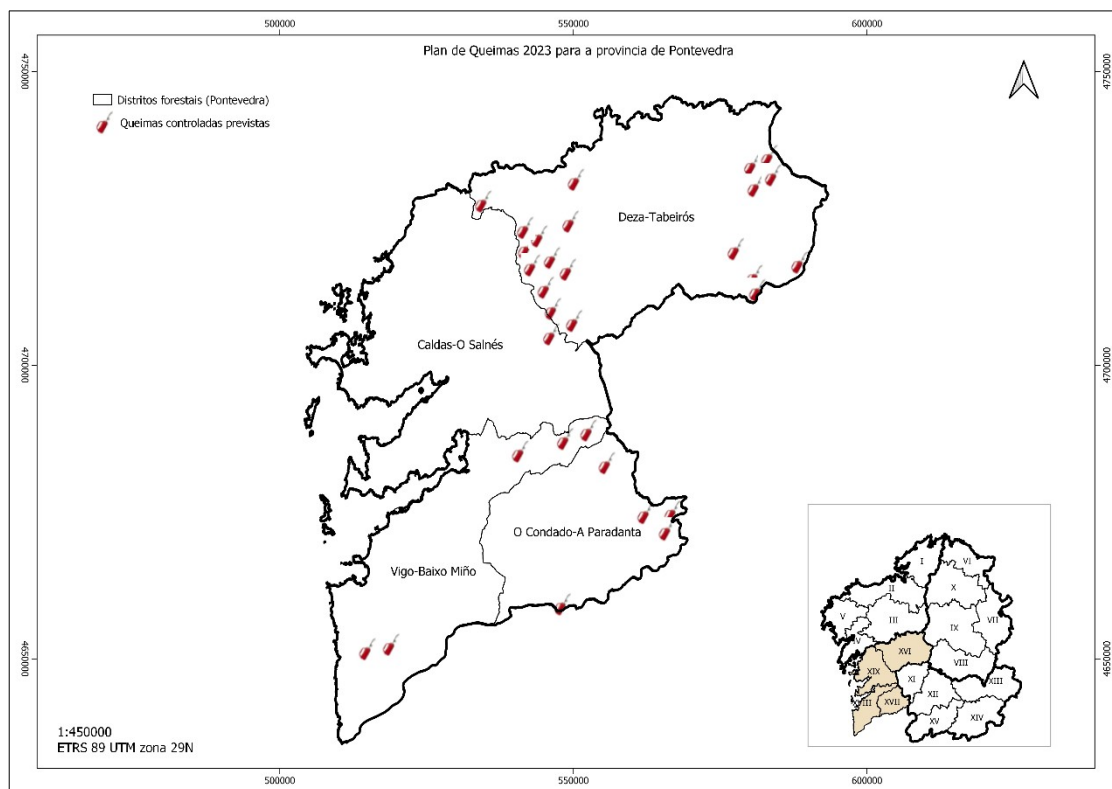 500000
550000
600000
Plan de Queimas 2023 para a provincia de Pontevedra
4750000
4750000
Distritos forestais (Pontevedra)
Queimas controladas previstas
Deza-Tabeirós
Caldas-O Salnés
4700000
4700000
O Condado-A Paradanta
Vigo-Baixo Miño
I
VI
II
X
V
III
IX
VII
IV
XVI
VIII
XIX
XI
XIII
XII
XVIII
XVII
XV
XIV
4650000
4650000
1:450000
ETRS 89 UTM zona 29N
500000
550000
600000